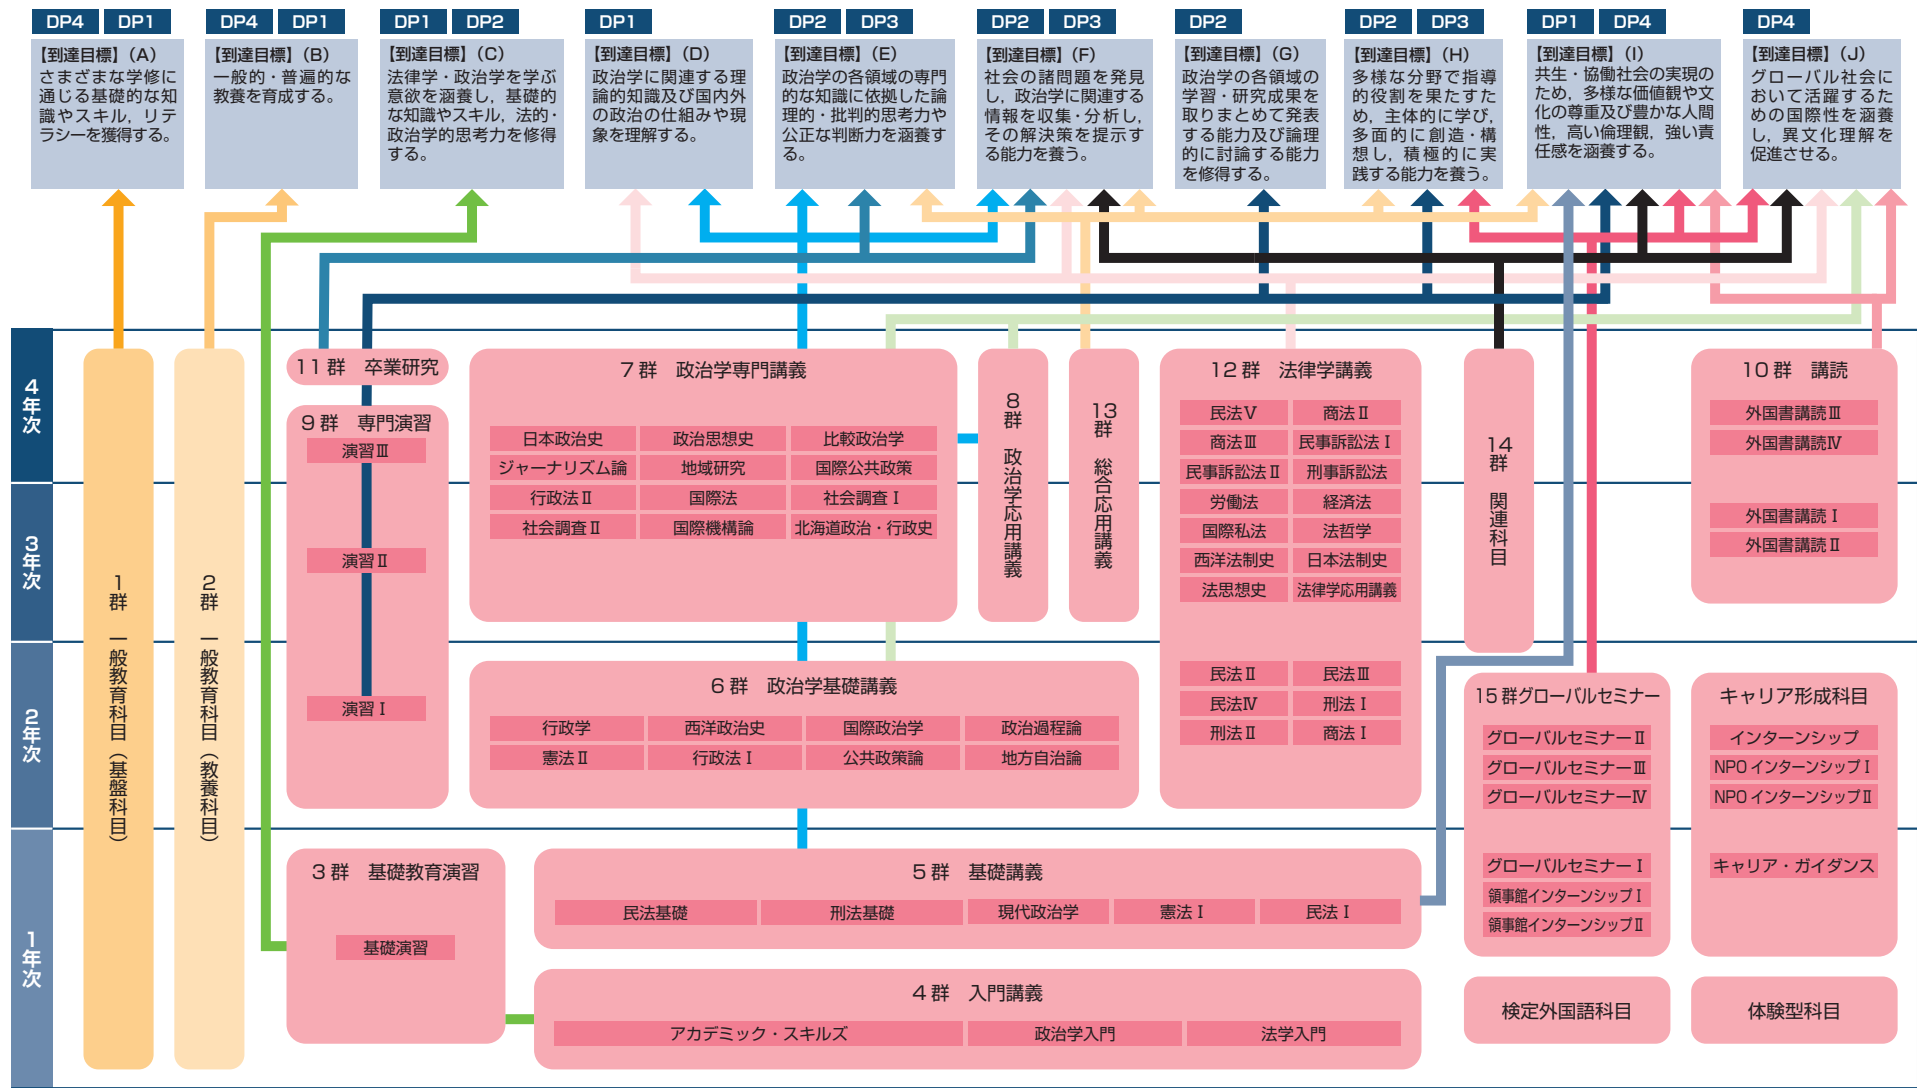 DP4 DP1
【到達目標】(A)
さまざまな学修に
通じる基礎的な知
識やスキル，リテ
ラシーを獲得する。
DP4 DP1
【到達目標】(B)
一般的・普遍的な
教養を育成する。
DP1 DP2
【到達目標】(C)
法律学・政治学を学ぶ
意欲を涵養し，基礎的
な知識やスキル，法的・
政治学的思考力を修得
する。
DP1
【到達目標】(D)
政治学に関連する理
論的知識及び国内外
の政治の仕組みや現
象を理解する。
DP2 DP3
【到達目標】(E)
政治学の各領域の専門
的な知識に依拠した論
理的・批判的思考力や
公正な判断力を涵養す
る。
DP2 DP3
【到達目標】(F)
社会の諸問題を発見
し，政治学に関連する
情報を収集・分析し，
その解決策を提示す
る能力を養う。
DP2
【到達目標】(G)
政治学の各領域の
学習・研究成果を
取りまとめて発表
する能力及び論理
的に討論する能力
を修得する。
DP2 DP3
【到達目標】(H)
多様な分野で指導
的役割を果たすた
め，主体的に学び，
多面的に創造・構
想し，積極的に実
践する能力を養う。
DP1 DP4
【到達目標】(I)
共生・協働社会の実現の
ため，多様な価値観や文
化の尊重及び豊かな人間
性，高い倫理観，強い責
任感を涵養する。
DP4
【到達目標】(J)
グローバル社会に
おいて活躍するた
めの国際性を涵養
し，異文化理解を
促進させる。
4年次
3年次
2年次
1年次
1群 一般教育科目（基盤科目）
2群 一般教育科目（教養科目）
11群 卒業研究
9群 専門演習
演習Ⅲ
演習Ⅱ
演習Ⅰ
7群 政治学専門講義
日本政治史 政治思想史 比較政治学
ジャーナリズム論 地域研究 国際公共政策
行政法Ⅱ 国際法 社会調査Ⅰ
社会調査Ⅱ 国際機構論 北海道政治・行政史
8群 政治学応用講義
13群 総合応用講義
12群 法律学講義
民法Ⅴ 商法Ⅱ
商法Ⅲ 民事訴訟法Ⅰ
民事訴訟法Ⅱ 刑事訴訟法
労働法 経済法
国際私法 法哲学
西洋法制史 日本法制史
法思想史 法律学応用講義
民法Ⅱ 民法Ⅲ
民法Ⅳ 刑法Ⅰ
刑法Ⅱ 商法Ⅰ
14群 関連科目
10群 講読
外国書講読Ⅲ
外国書講読Ⅳ
外国書講読Ⅰ
外国書講読Ⅱ
6群 政治学基礎講義
行政学 西洋政治史 国際政治学 政治過程論
憲法Ⅱ 行政法Ⅰ 公共政策論 地方自治論
15群グローバルセミナー
グローバルセミナーⅡ
グローバルセミナーⅢ
グローバルセミナーⅣ
グローバルセミナーⅠ
領事館インターンシップⅠ
領事館インターンシップⅡ
キャリア形成科目
インターンシップ
NPOインターンシップⅠ
NPOインターンシップⅡ
キャリア・ガイダンス
3群 基礎教育演習
基礎演習
5群 基礎講義
民法基礎 刑法基礎 現代政治学 憲法Ⅰ 民法Ⅰ
4群 入門講義
アカデミック・スキルズ 政治学入門 法学入門
検定外国語科目
体験型科目